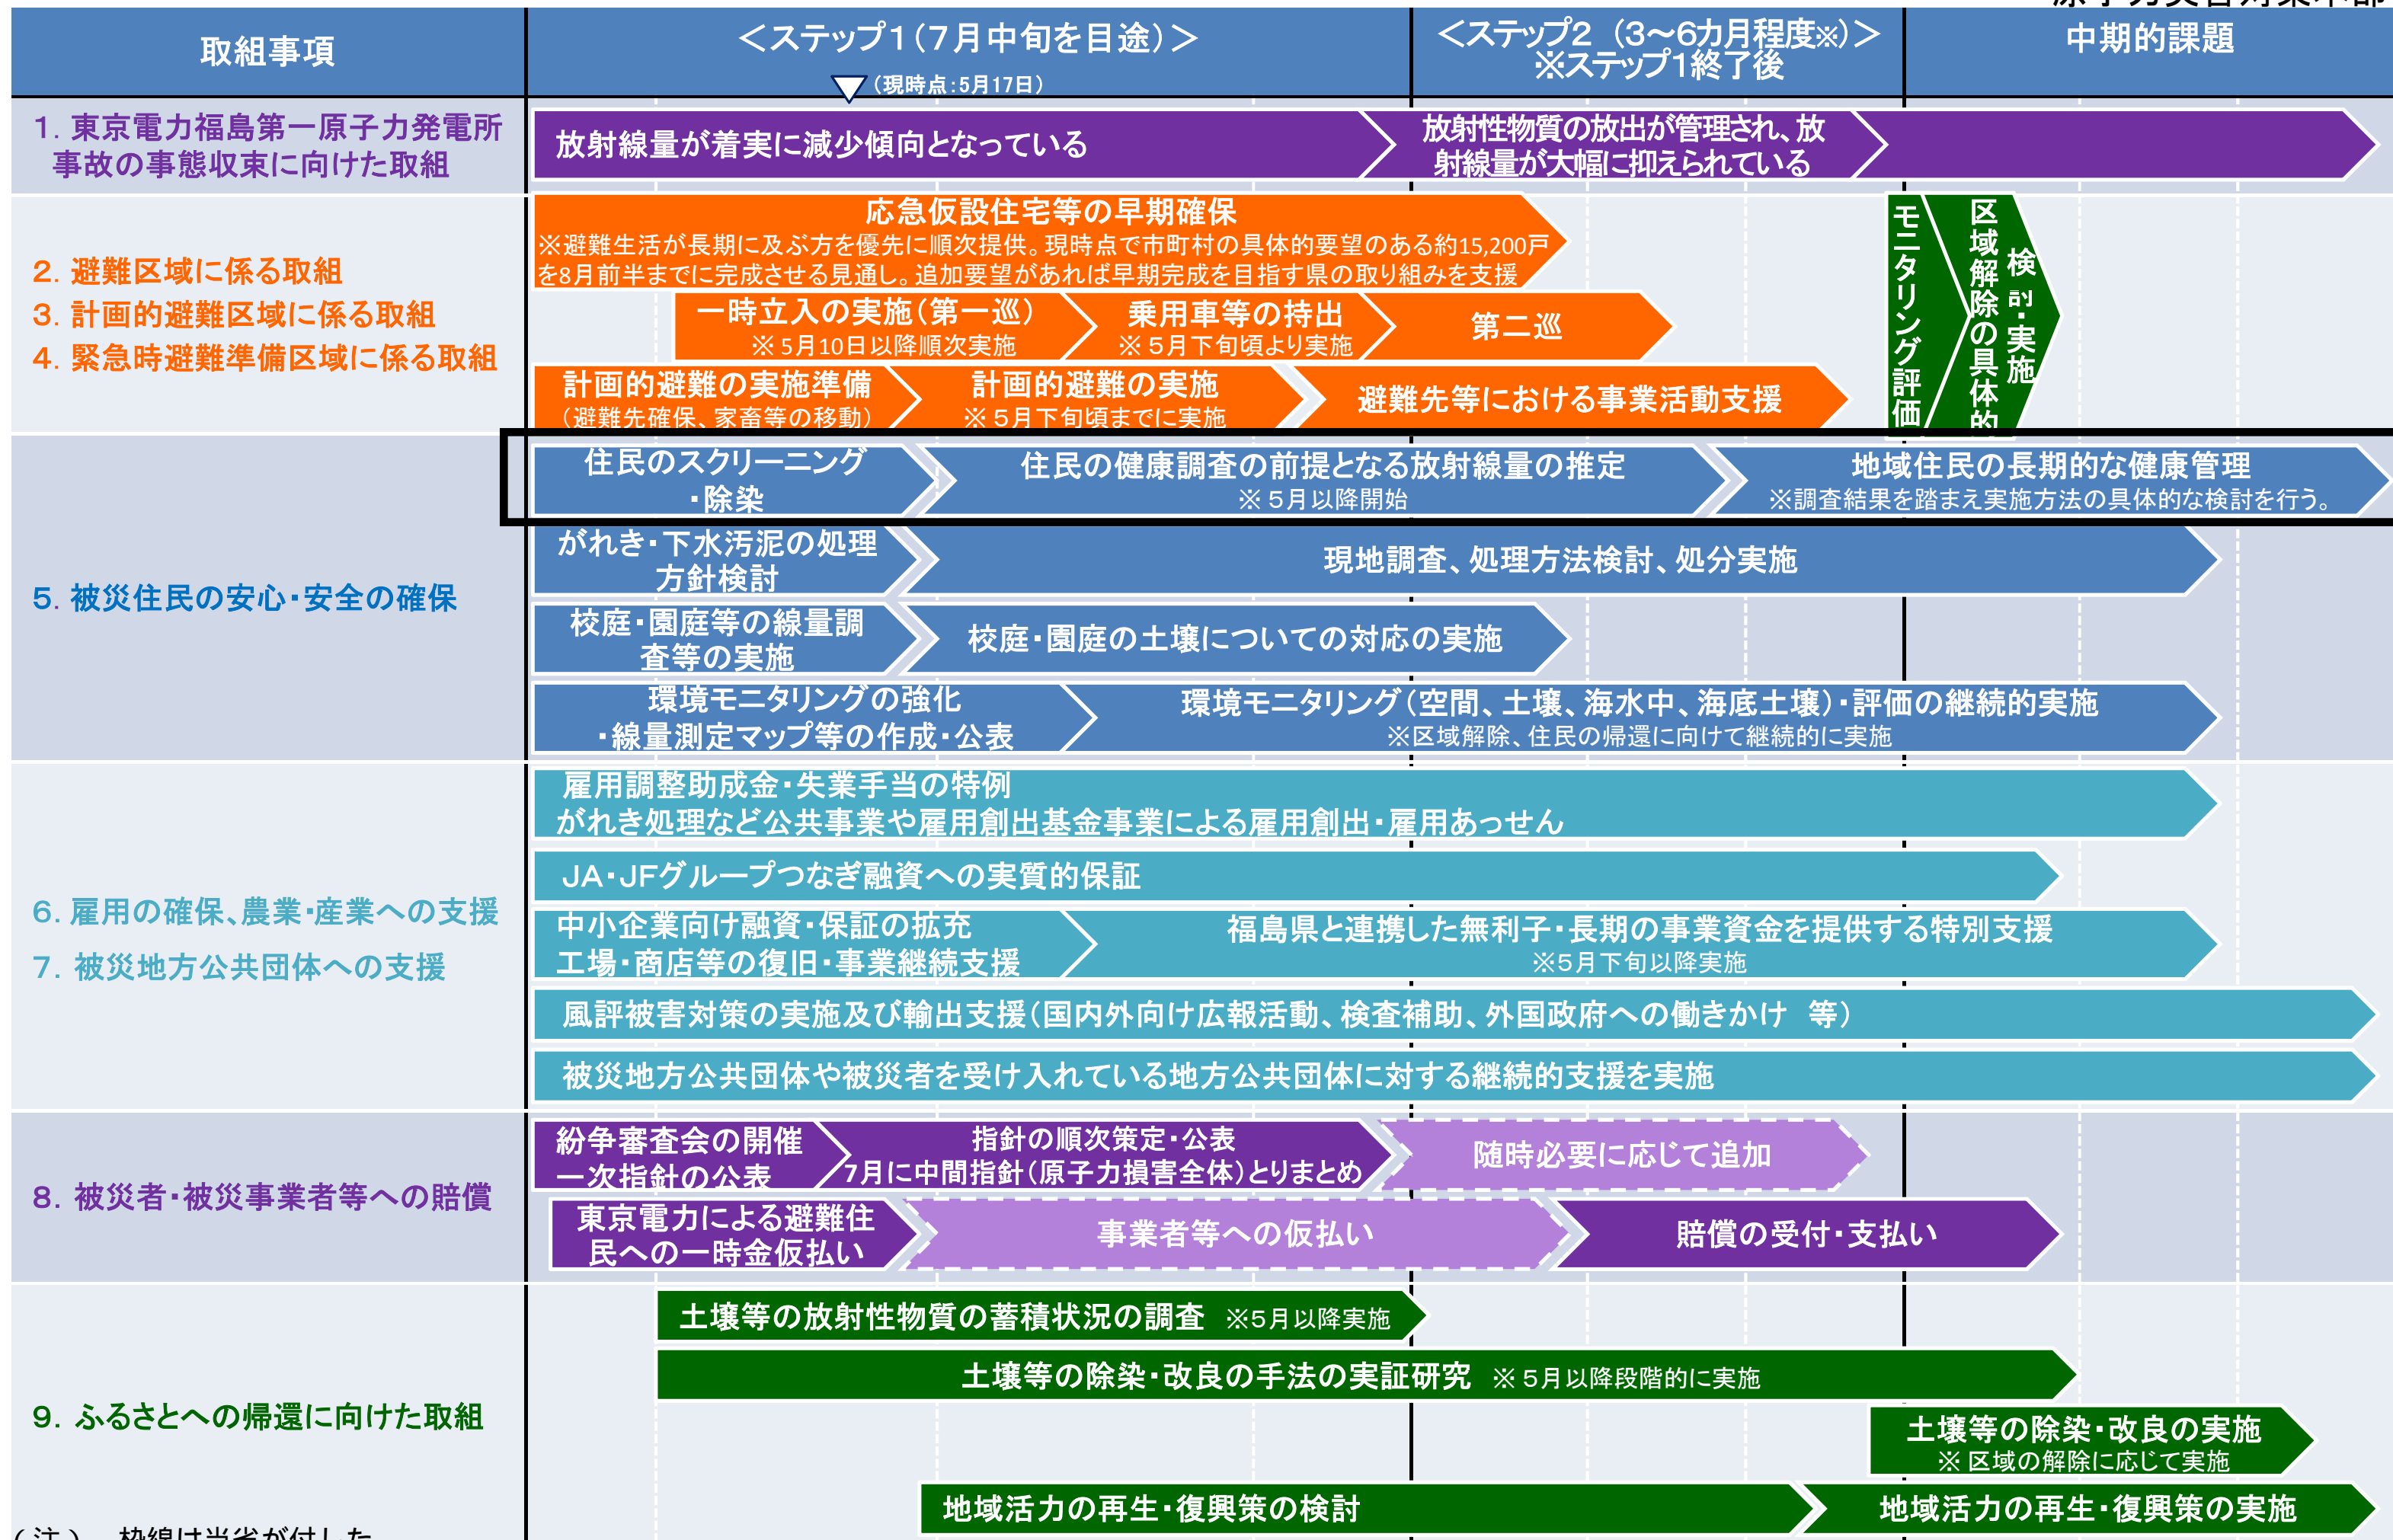 原子力災害対策本部
取組事項
＜ステップ１（７月中旬を目途）＞
（現時点：5月17日）
＜ステップ２（3～6カ月程度※）＞
※ステップ１終了後
中期的課題
１．東京電力福島第一原子力発電所
事故の事態収束に向けた取組
放射線量が着実に減少傾向となっている
放射性物質の放出が管理され、放
射線量が大幅に抑えられている
２．避難区域に係る取組
３．計画的避難区域に係る取組
４．緊急時避難準備区域に係る取組
応急仮設住宅等の早期確保
※避難生活が長期に及ぶ方を優先に順次提供。現時点で市町村の具体的要望のある約15,200戸
を8月前半までに完成させる見通し。追加要望があれば早期完成を目指す県の取り組みを支援
一時立入の実施（第一巡）
※５月10日以降順次実施
乗用車等の持出
※５月下旬頃より実施
第二巡
計画的避難の実施準備
（避難先確保、家畜等の移動）
計画的避難の実施
※５月下旬頃までに実施
避難先等における事業活動支援
モニタリング評価
区域解除の具体的
検討・実施
５．被災住民の安心・安全の確保
住民のスクリーニング
・除染
住民の健康調査の前提となる放射線量の推定
※５月以降開始
地域住民の長期的な健康管理
※調査結果を踏まえ実施方法の具体的な検討を行う。
がれき・下水汚泥の処理
方針検討
現地調査、処理方法検討、処分実施
校庭・園庭等の線量調
査等の実施
校庭・園庭の土壌についての対応の実施
環境モニタリングの強化
・線量測定マップ等の作成・公表
環境モニタリング（空間、土壌、海水中、海底土壌）・評価の継続的実施
※区域解除、住民の帰還に向けて継続的に実施
６．雇用の確保、農業・産業への支援
７．被災地方公共団体への支援
雇用調整助成金・失業手当の特例
がれき処理など公共事業や雇用創出基金事業による雇用創出・雇用あっせん
JA・JFグループつなぎ融資への実質的保証
中小企業向け融資・保証の拡充
工場・商店等の復旧・事業継続支援
福島県と連携した無利子・長期の事業資金を提供する特別支援
※5月下旬以降実施
風評被害対策の実施及び輸出支援（国内外向け広報活動、検査補助、外国政府への働きかけ　等）
被災地方公共団体や被災者を受け入れている地方公共団体に対する継続的支援を実施
８．被災者・被災事業者等への賠償
紛争審査会の開催
一次指針の公表
指針の順次策定・公表
7月に中間指針（原子力損害全体）とりまとめ
随時必要に応じて追加
東京電力による避難住
民への一時金仮払い
事業者等への仮払い
賠償の受付・支払い
９．ふるさとへの帰還に向けた取組
土壌等の放射性物質の蓄積状況の調査　※５月以降実施
土壌等の除染・改良の手法の実証研究　※５月以降段階的に実施
土壌等の除染・改良の実施
※区域の解除に応じて実施
地域活力の再生・復興策の検討
地域活力の再生・復興策の実施
（注）　枠線は当省が付した